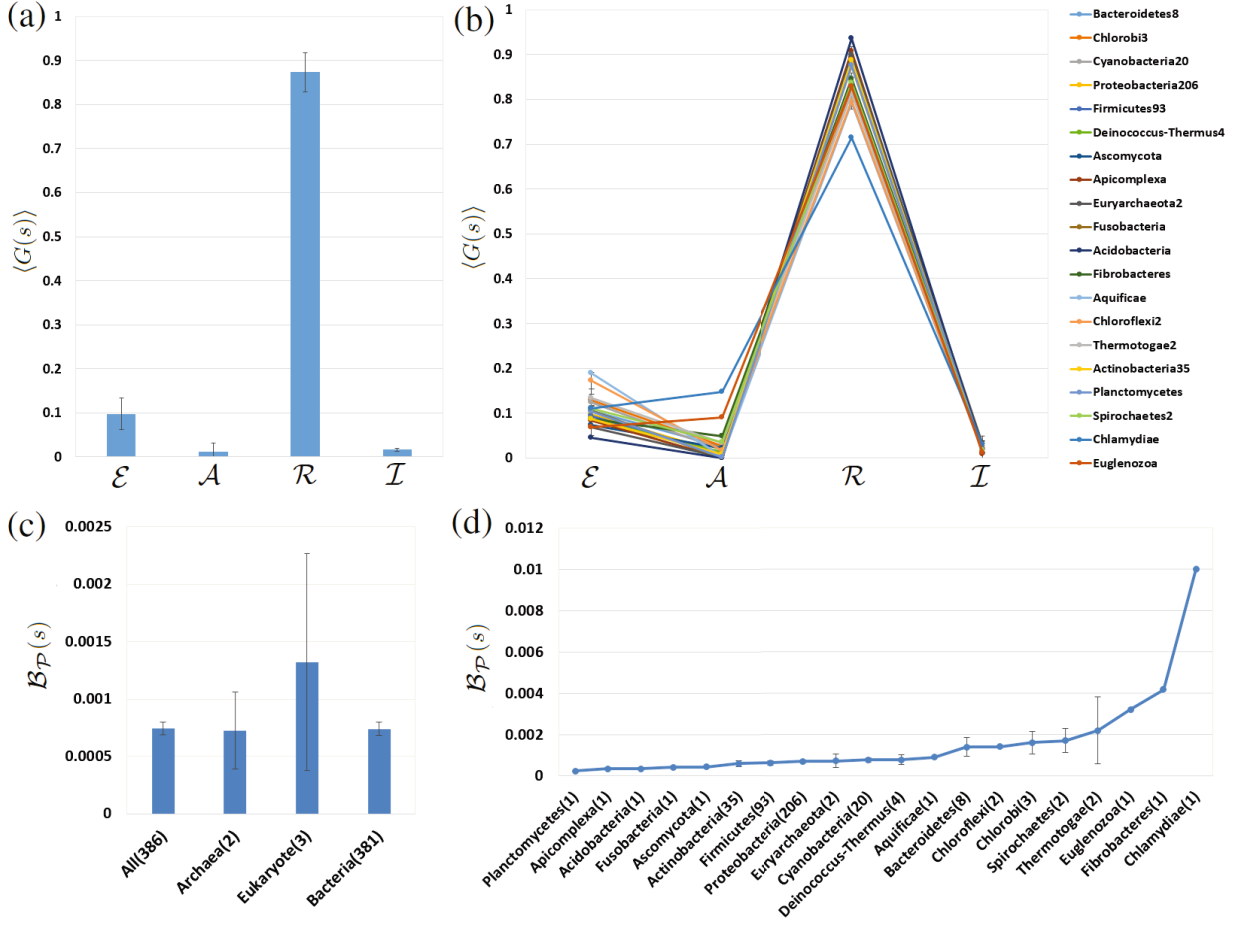 (a)
1
0.9
0.8
0.7
0.6
0.5
0.4
0.3
0.2
0.1
0
⟨G(s)⟩
ℰ 𝒜 ℛ ℐ
(b)
1
0.9
0.8
0.7
0.6
0.5
0.4
0.3
0.2
0.1
0
⟨G(s)⟩
ℰ 𝒜 ℛ ℐ
Bacteroidetes8
Chlorobi3
Cyanobacteria20
Proteobacteria206
Firmicutes93
Deinococcus-Thermus4
Ascomycota
Apicomplexa
Euryarchaeota2
Fusobacteria
Acidobacteria
Fibrobacteres
Aquificae
Chloroflexi2
Thermotogae2
Actinobacteria35
Planctomycetes
Spirochaetes2
Chlamydiae
Euglenozoa
(c)
0.0025
0.002
0.0015
0.001
0.0005
0
ℬ𝒫(s)
All(386)
Archaea(2)
Eukaryote(3)
Bacteria(381)
(d)
0.012
0.01
0.008
0.006
0.004
0.002
0
ℬ𝒫(s)
Planctomycetes(1)
Apicomplexa(1)
Acidobacteria(1)
Fusobacteria(1)
Ascomycota(1)
Actinobacteria(35)
Firmicutes(93)
Proteobacteria(206)
Euryarchaeota(2)
Cyanobacteria(20)
Deinococcus-Thermus(4)
Aquificae(1)
Bacteroidetes(8)
Chloroflexi(2)
Chlorobi(3)
Spirochaetes(2)
Thermotogae(2)
Euglenozoa(1)
Fibrobacteres(1)
Chlamydiae(1)